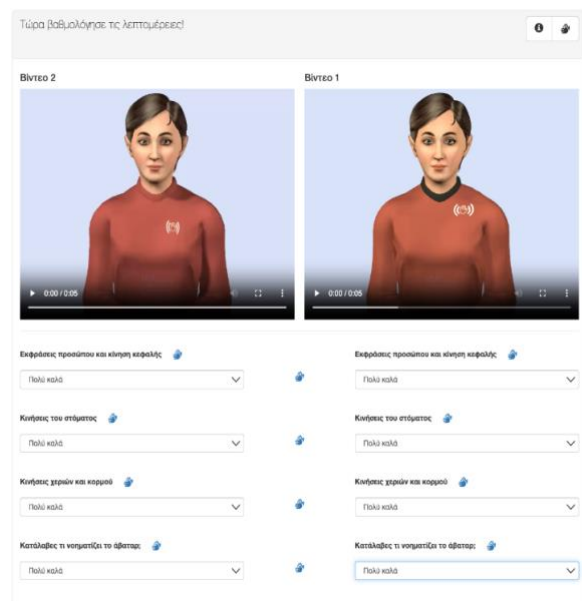 Τώρα βαθμολόγησε τις λεπτομέρειες!
Βίντεο 2
Βίντεο 1
0:00 / 0:05
0:00 / 0:05
Εκφράσεις προσώπου και κίνηση κεφαλής
Εκφράσεις προσώπου και κίνηση κεφαλής
Πολύ καλά
Πολύ καλά
Κινήσεις του στόματος
Κινήσεις του στόματος
Πολύ καλά
Πολύ καλά
Κινήσεις χεριών και κορμού
Κινήσεις χεριών και κορμού
Πολύ καλά
Πολύ καλά
Κατάλαβες τι νοηματίζει το άβαταρ;
Κατάλαβες τι νοηματίζει το άβαταρ;
Πολύ καλά
Πολύ καλά